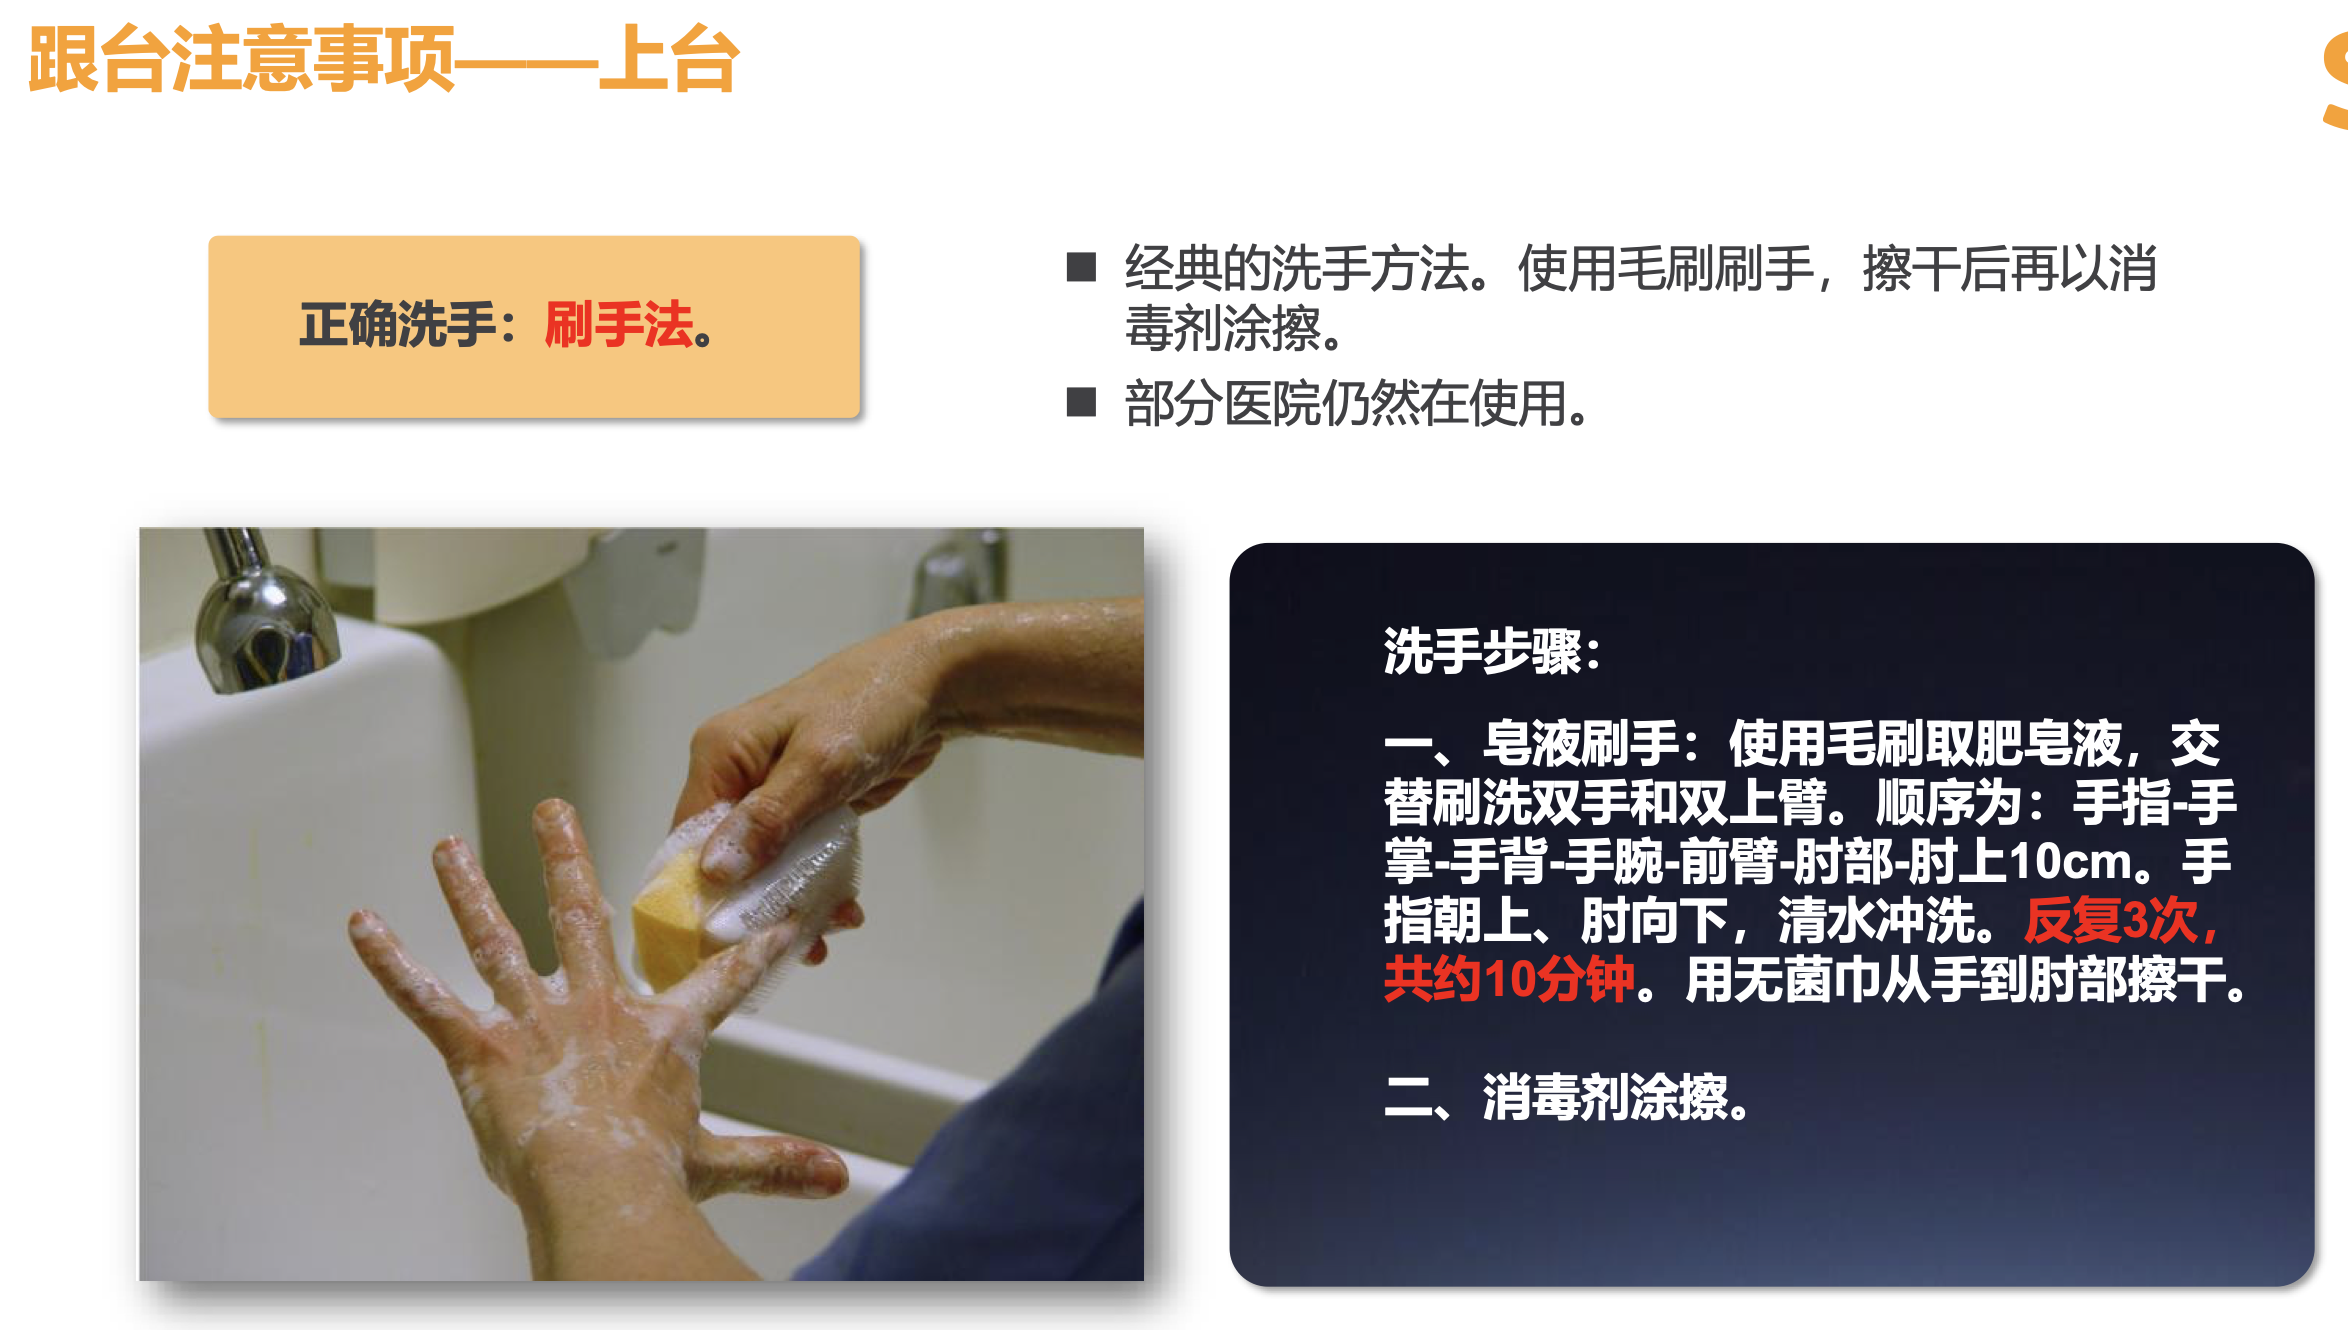 跟台注意事项——上台
正确洗手：刷手法。
■ 经典的洗手方法。使用毛刷刷手，擦干后再以消
毒剂涂擦。
■ 部分医院仍然在使用。
洗手步骤：
一、皂液刷手：使用毛刷取肥皂液，交
替刷洗双手和双上臂。顺序为：手指-手
掌-手背-手腕-前臂-肘部-肘上10cm。手
指朝上、肘向下，清水冲洗。反复3次，
共约10分钟。用无菌巾从手到肘部擦干。
二、消毒剂涂擦。